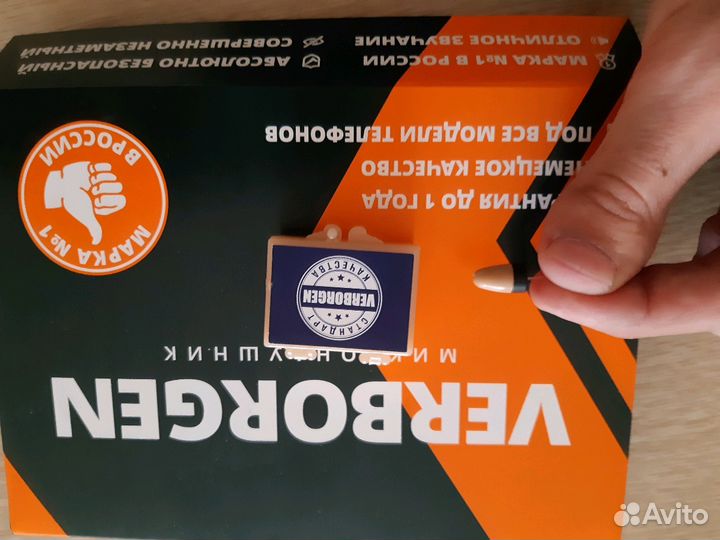 VERBORGEN
МИКРОНАУШНИК
СТАНДАРТ
VERBORGEN
КАЧЕСТВА
МАРКА №1
В РОССИИ
ГАРАНТИЯ ДО 1 ГОДА
НЕМЕЦКОЕ КАЧЕСТВО
ПОД ВСЕ МОДЕЛИ ТЕЛЕФОНОВ
МАРКА №1 В РОССИИ
ОТЛИЧНОЕ ЗВУЧАНИЕ
АБСОЛЮТНО БЕЗОПАСНЫЙ
СОВЕРШЕННО НЕЗАМЕТНЫЙ
Avito